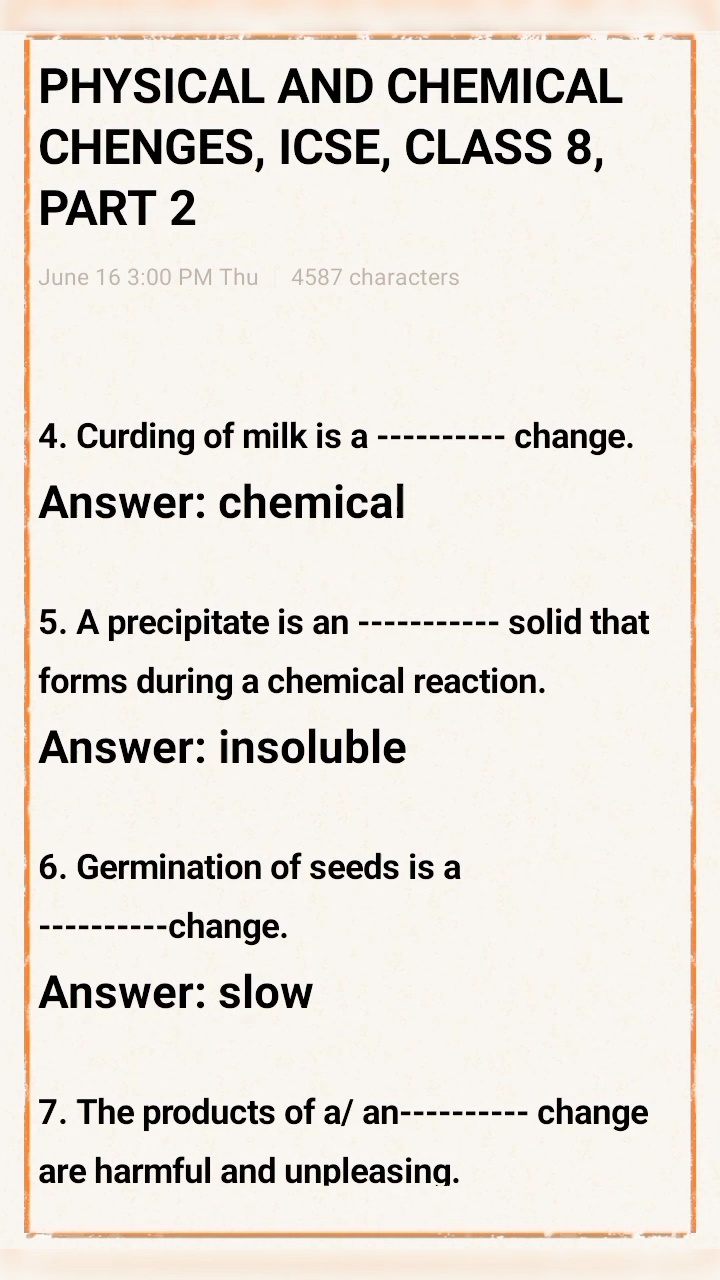 PHYSICAL AND CHEMICAL
CHENGES, ICSE, CLASS 8,
PART 2
June 16 3:00 PM Thu | 4587 characters
4. Curding of milk is a ---------- change.
Answer: chemical
5. A precipitate is an ----------- solid that
forms during a chemical reaction.
Answer: insoluble
6. Germination of seeds is a
----------change.
Answer: slow
7. The products of a/ an---------- change
are harmful and unpleasing.